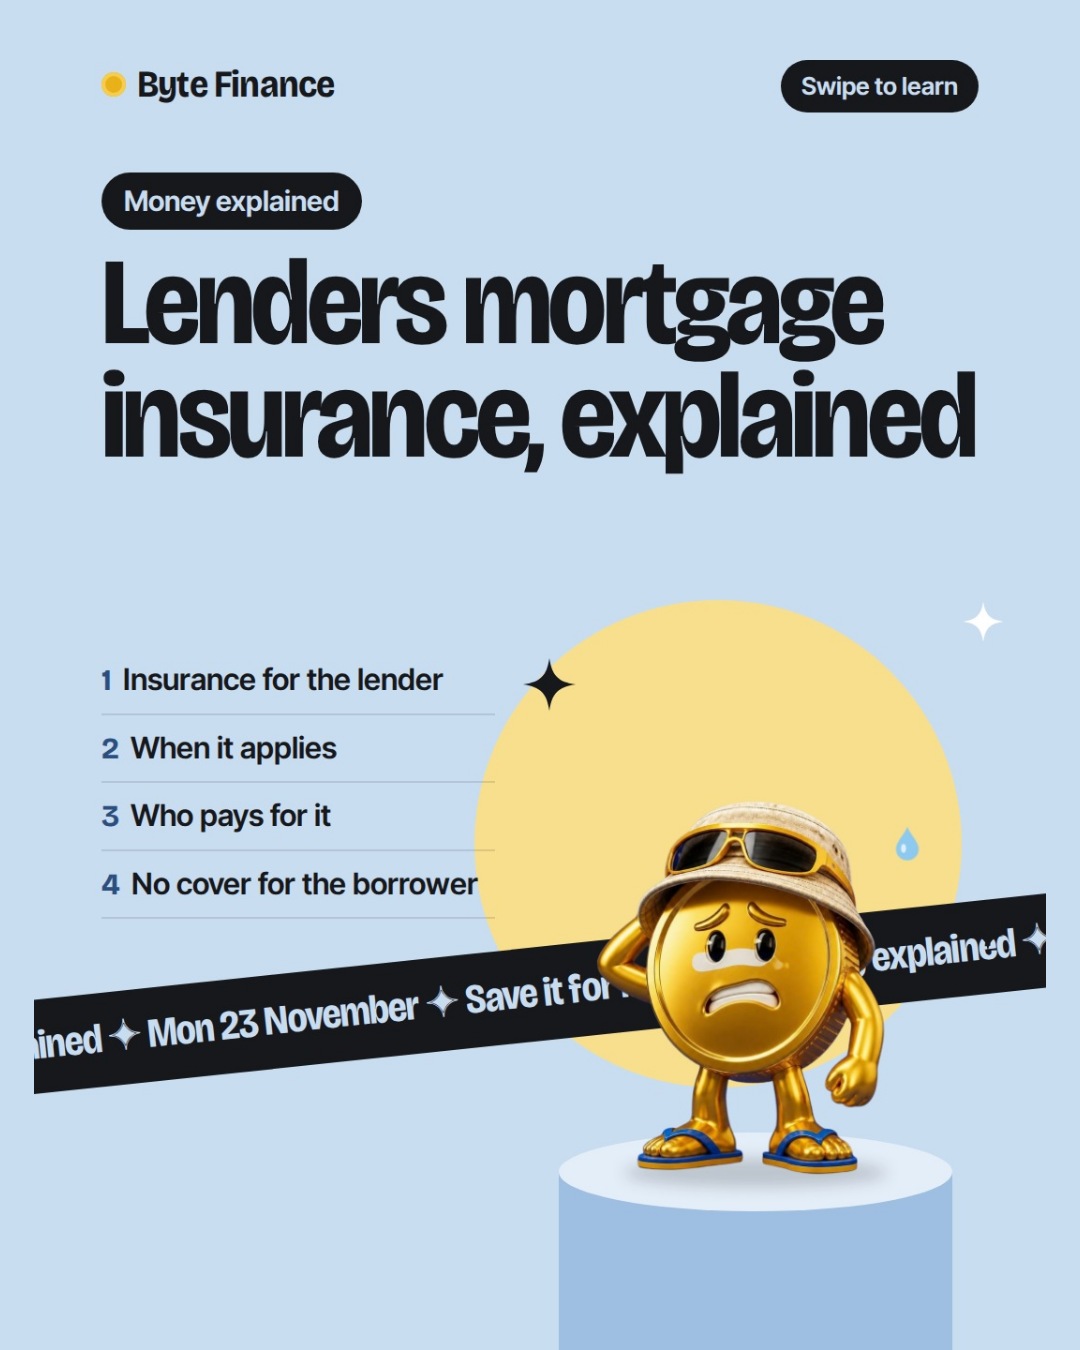 Byte Finance
Swipe to learn
Money explained
Lenders mortgage
insurance, explained
1 Insurance for the lender
2 When it applies
3 Who pays for it
4 No cover for the borrower
Mon 23 November ✦ Save it for
explained